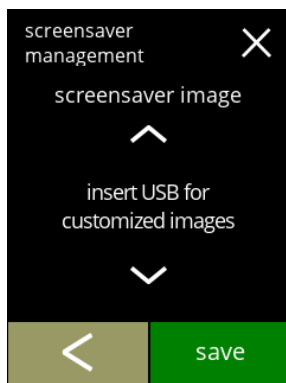 screensaver
management
screensaver image
insert USB for
customized images
save